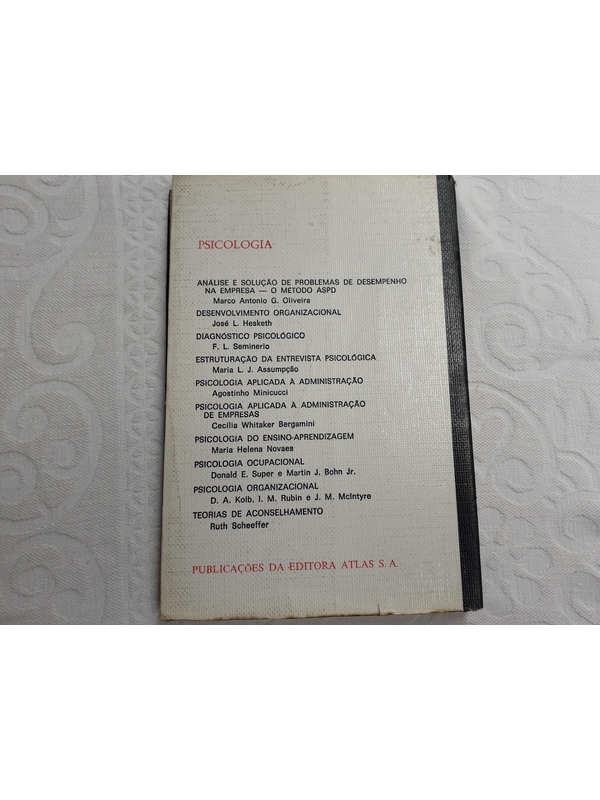 PSICOLOGIA
ANÁLISE E SOLUÇÃO DE PROBLEMAS DE DESEMPENHO
NA EMPRESA — O METODO ASPD
Marco Antonio G. Oliveira
DESENVOLVIMENTO ORGANIZACIONAL
José L. Hesketh
DIAGNÓSTICO PSICOLÓGICO
F. L. Seminerio
ESTRUTURAÇÃO DA ENTREVISTA PSICOLÓGICA
Maria L. J. Assumpção
PSICOLOGIA APLICADA À ADMINISTRAÇÃO
Agostinho Minicucci
PSICOLOGIA APLICADA À ADMINISTRAÇÃO
DE EMPRESAS
Cecília Whitaker Bergamini
PSICOLOGIA DO ENSINO-APRENDIZAGEM
Maria Helena Novaes
PSICOLOGIA OCUPACIONAL
Donald E. Super e Martin J. Bohn Jr.
PSICOLOGIA ORGANIZACIONAL
D. A. Kolb, I. M. Rubin e J. M. McIntyre
TEORIAS DE ACONSELHAMENTO
Ruth Scheeffer
PUBLICAÇÕES DA EDITORA ATLAS S. A.